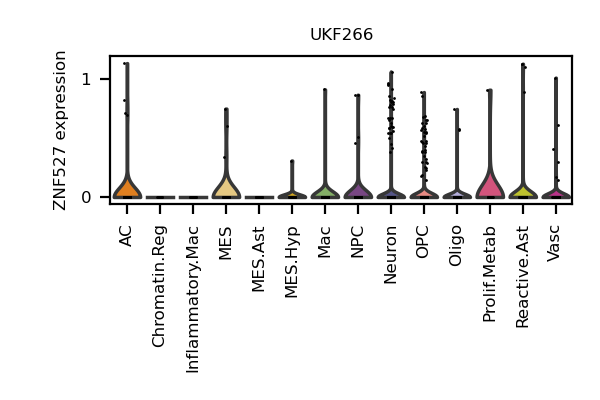 UKF266
ZNF527 expression
1
0
AC
Chromatin.Reg
Inflammatory.Mac
MES
MES.Ast
MES.Hyp
Mac
NPC
Neuron
OPC
Oligo
Prolif.Metab
Reactive.Ast
Vasc